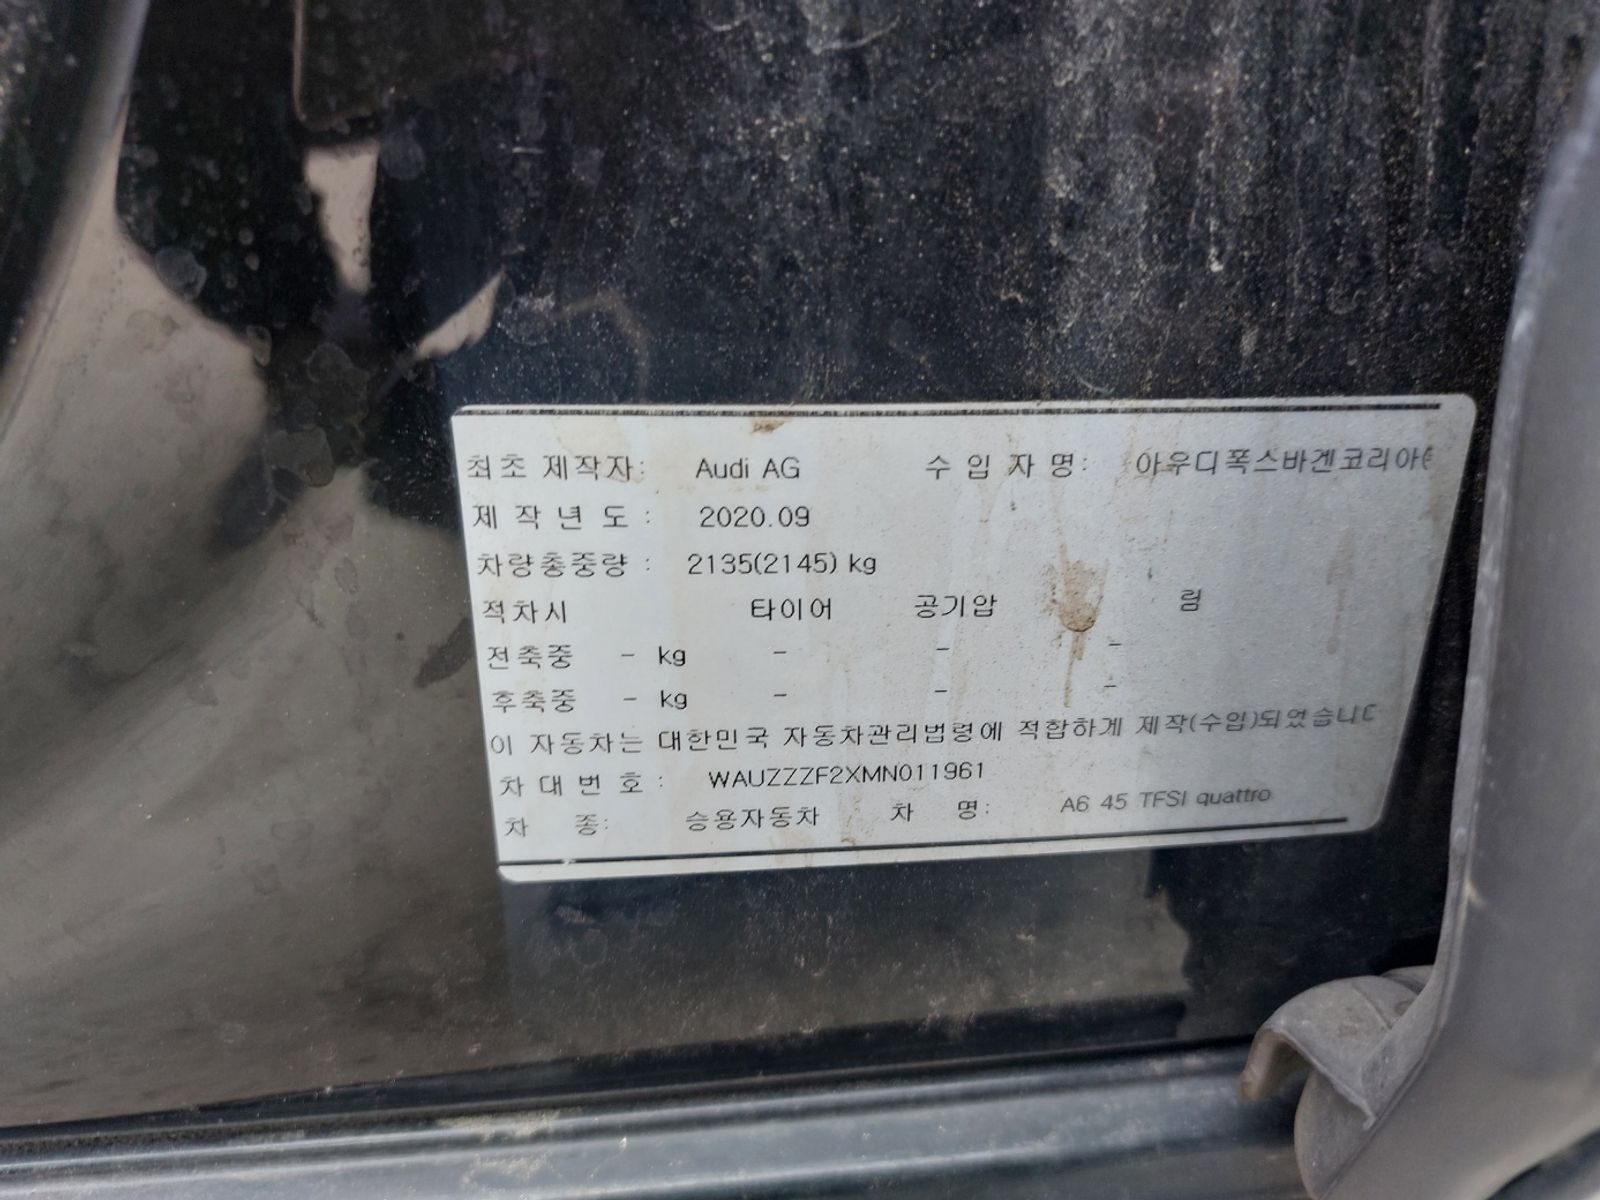 최초 제작자: Audi AG 수 입 자 명: 아우디폭스바겐코리아(
제 작 년 도 : 2020.09
차량총중량 : 2135(2145) kg
적차시 타이어 공기압 림
전축중 - kg - - -
후축중 - kg - - -
이 자동차는 대한민국 자동차관리법령에 적합하게 제작(수입)되었습니다
차 대 번 호 : WAUZZZF2XMN011961
차 종: 승용자동차 차 명: A6 45 TFSI quattro